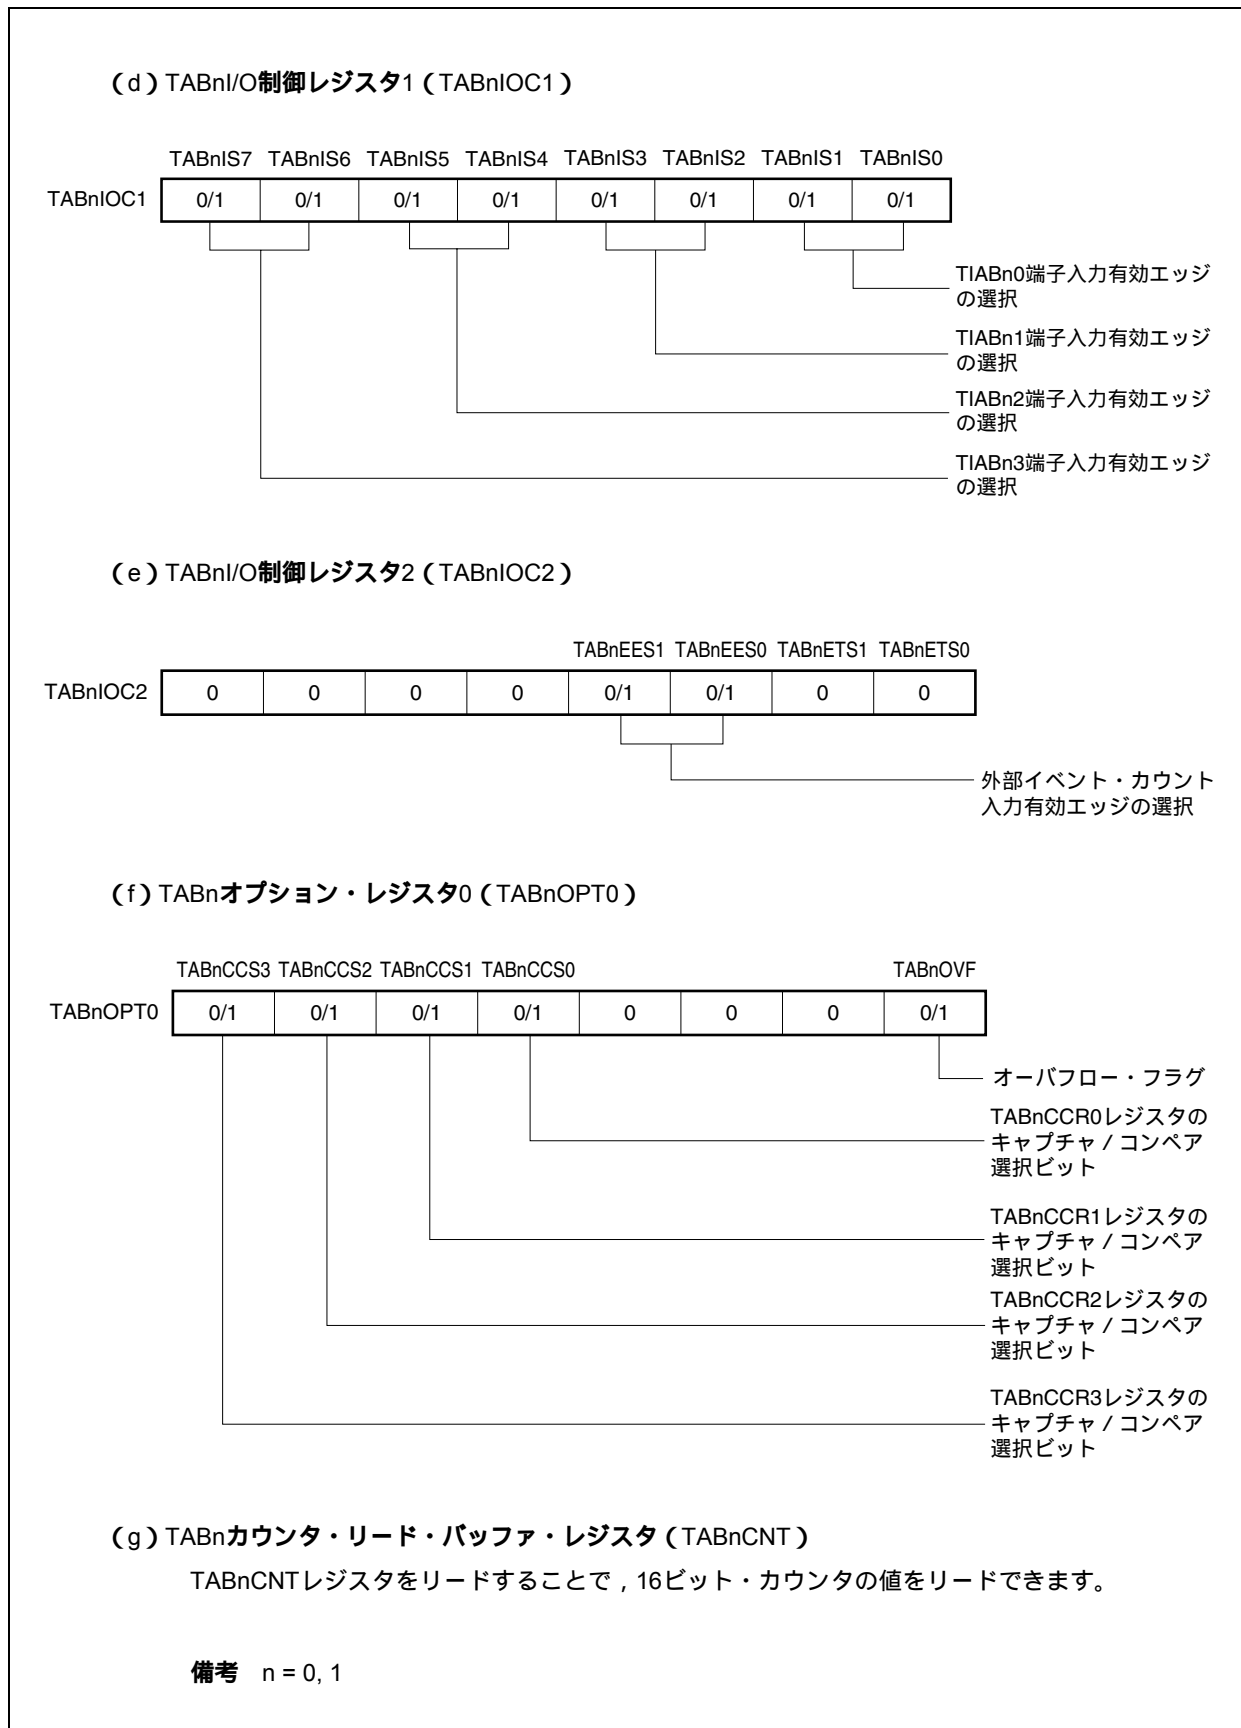 （d）TABnI/O制御レジスタ1（TABnIOC1）
TABnIS7 TABnIS6 TABnIS5 TABnIS4 TABnIS3 TABnIS2 TABnIS1 TABnIS0
TABnIOC1 0/1 0/1 0/1 0/1 0/1 0/1 0/1 0/1
TIABn0端子入力有効エッジ
の選択
TIABn1端子入力有効エッジ
の選択
TIABn2端子入力有効エッジ
の選択
TIABn3端子入力有効エッジ
の選択
（e）TABnI/O制御レジスタ2（TABnIOC2）
TABnEES1 TABnEES0 TABnETS1 TABnETS0
TABnIOC2 0 0 0 0 0/1 0/1 0 0
外部イベント・カウント
入力有効エッジの選択
（f）TABnオプション・レジスタ0（TABnOPT0）
TABnCCS3 TABnCCS2 TABnCCS1 TABnCCS0 TABnOVF
TABnOPT0 0/1 0/1 0/1 0/1 0 0 0 0/1
オーバフロー・フラグ
TABnCCR0レジスタの
キャプチャ／コンペア
選択ビット
TABnCCR1レジスタの
キャプチャ／コンペア
選択ビット
TABnCCR2レジスタの
キャプチャ／コンペア
選択ビット
TABnCCR3レジスタの
キャプチャ／コンペア
選択ビット
（g）TABnカウンタ・リード・バッファ・レジスタ（TABnCNT）
TABnCNTレジスタをリードすることで，16ビット・カウンタの値をリードできます。
備考 n = 0, 1